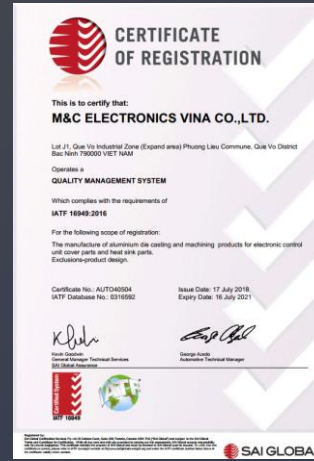 CERTIFICATE
OF REGISTRATION
This is to certify that:
M&C ELECTRONICS VINA CO.,LTD.
Lot J1, Que Vo Industrial Zone (Expand area) Phuong Lieu Commune, Que Vo District
Bac Ninh 790000 VIET NAM
Operates a
QUALITY MANAGEMENT SYSTEM
Which complies with the requirements of
IATF 16949:2016
For the following scope of registration:
The manufacture of aluminium die casting and machining products for electronic control
unit cover parts and heat sink parts.
Exclusions-product design.
Certificate No.: AUTO40504
Issue Date: 17 July 2018
IATF Database No.: 0316592
Expiry Date: 16 July 2021
Kevin Goodwin
General Manager Technical Services
SAI Global Assurance
George Acedo
Automotive Technical Manager
Certified System
IATF
IATF 16949
SAI GLOBA